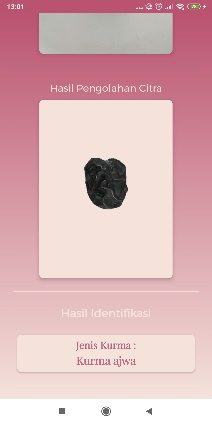 13:01
Hasil Pengolahan Citra
Hasil Identifikasi
Jenis Kurma :
Kurma ajwa